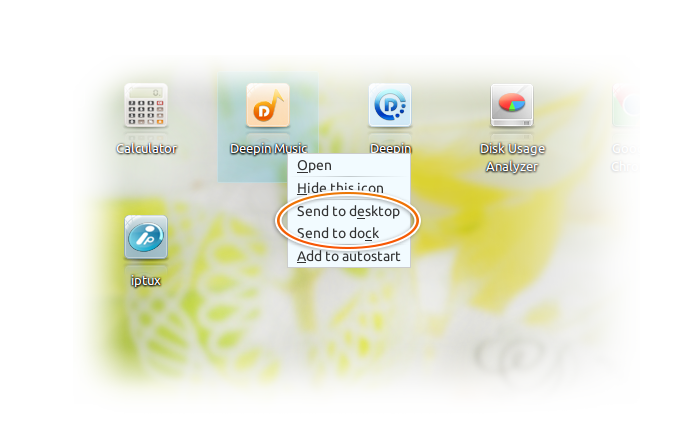 Calculator
Deepin Music
Deepin
Disk Usage
Analyzer
Open
Hide this icon
Send to desktop
Send to dock
Add to autostart
iptux